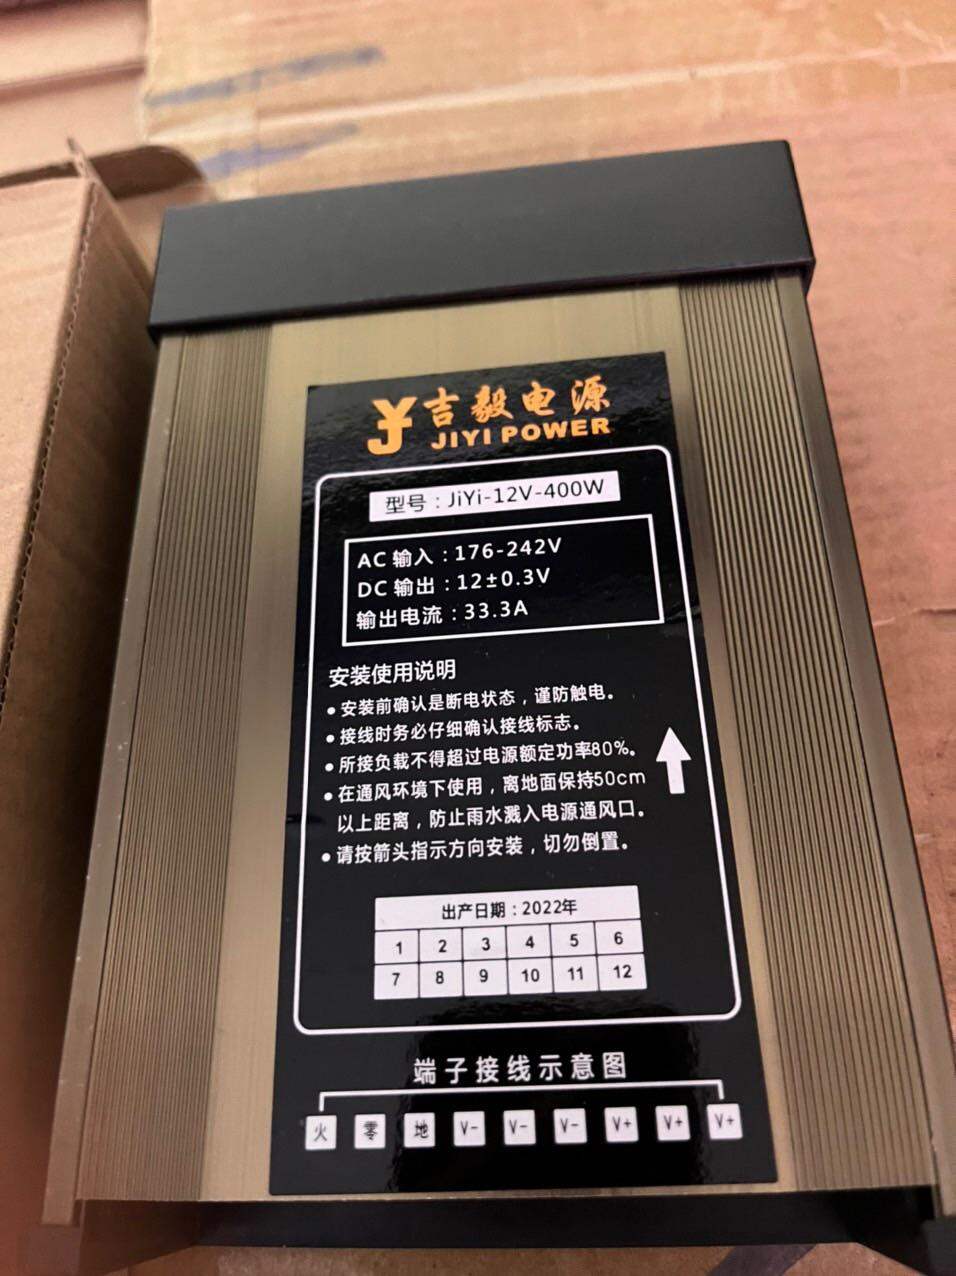 吉毅电源
JIYI POWER
型号：JiYi-12V-400W
AC 输入：176-242V
DC 输出：12±0.3V
输出电流：33.3A
安装使用说明
●安装前确认是断电状态，谨防触电。
●接线时务必仔细确认接线标志。
●所接负载不得超过电源额定功率80%。
●在通风环境下使用，离地面保持50cm
以上距离，防止雨水溅入电源通风口。
●请按箭头指示方向安装，切勿倒置。
出产日期：2022年
1 2 3 4 5 6
7 8 9 10 11 12
端子接线示意图
火 零 地 V- V- V- V+ V+ V+